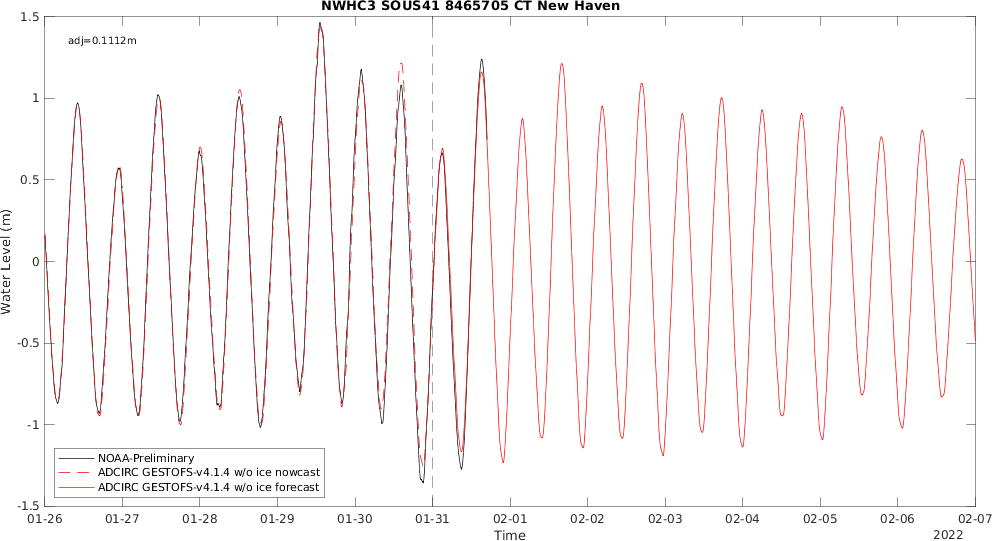 NWHC3 SOUS41 8465705 CT New Haven
adj=0.1112m
Water Level (m)
1.5
1
0.5
0
-0.5
-1
-1.5
NOAA-Preliminary
ADCIRC GESTOFS-v4.1.4 w/o ice nowcast
ADCIRC GESTOFS-v4.1.4 w/o ice forecast
01-26 01-27 01-28 01-29 01-30 01-31 02-01 02-02 02-03 02-04 02-05 02-06 02-07
Time
2022